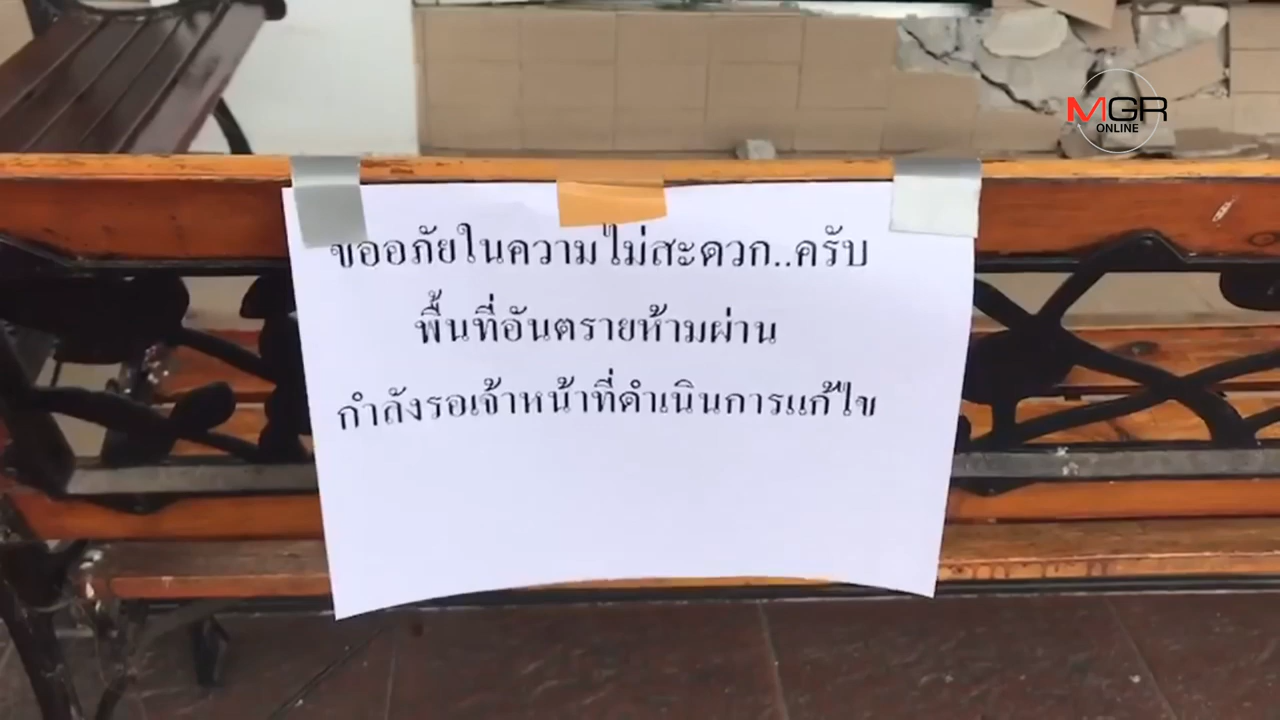 MGR
ONLINE
ขออภัยในความไม่สะดวก..ครับ
พื้นที่อันตรายห้ามผ่าน
กำลังรอเจ้าหน้าที่ดำเนินการแก้ไข